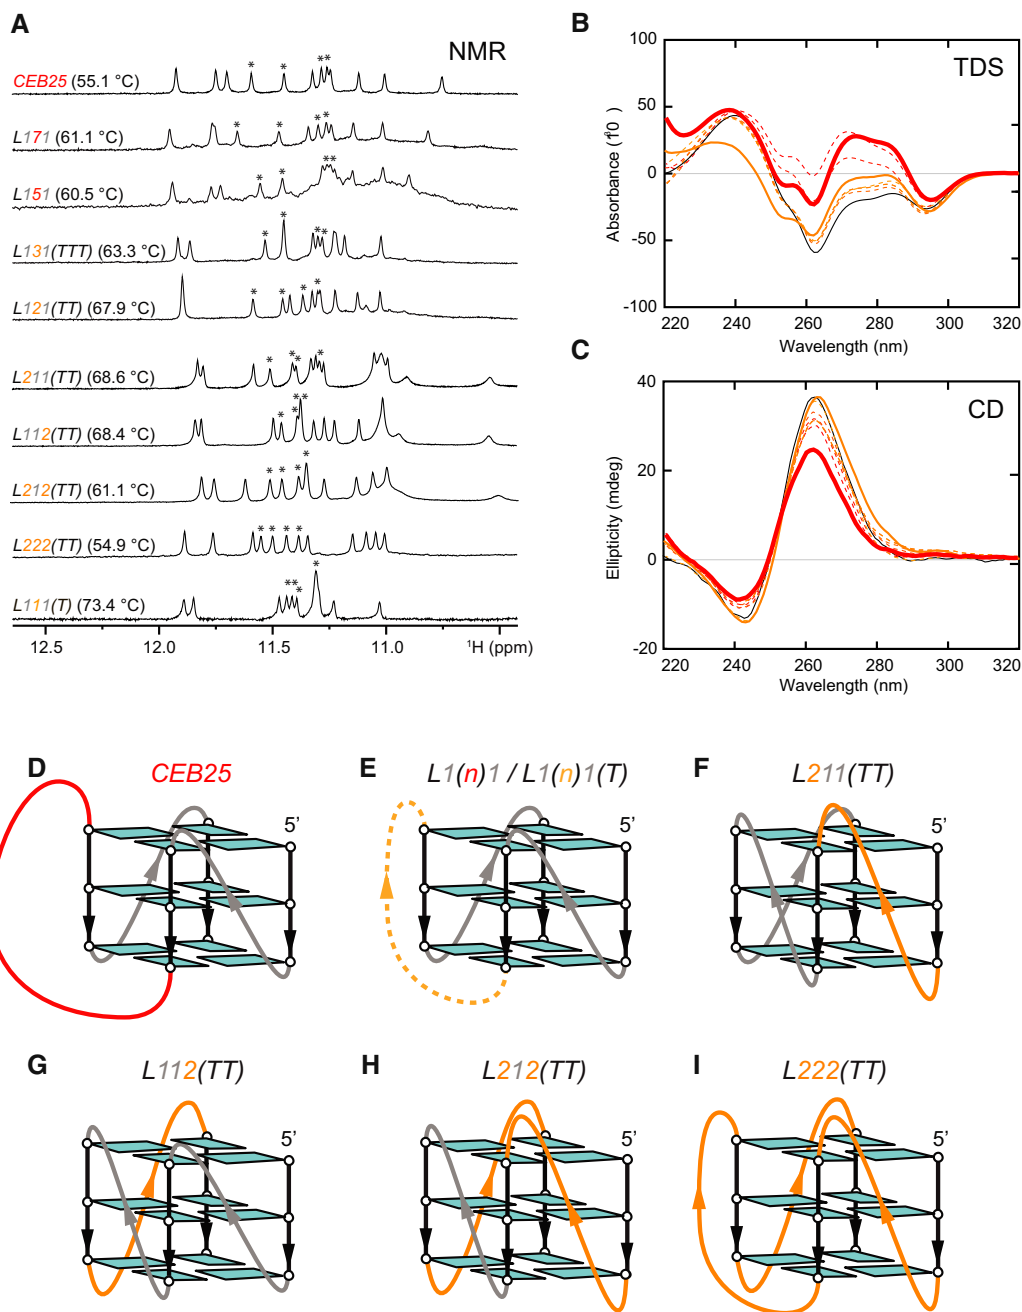 A
NMR
CEB25 (55.1 °C)
* * ** 
L171 (61.1 °C)
* * * *
L151 (60.5 °C)
* * **
L131(TTT) (63.3 °C)
* * ***
L121(TT) (67.9 °C)
* * * **
L211(TT) (68.6 °C)
* ** **
L112(TT) (68.4 °C)
* ***
L212(TT) (61.1 °C)
* * * *
L222(TT) (54.9 °C)
* * * *
L111(T) (73.4 °C)
** * *
12.5 12.0 11.5 11.0 ¹H (ppm)
B
TDS
Absorbance (10³)
100
50
0
-50
-100
220 240 260 280 300 320
Wavelength (nm)
C
CD
Ellipticity (mdeg)
40
20
0
-20
220 240 260 280 300 320
Wavelength (nm)
D
CEB25
5’
E
L1(n)1 / L1(n)1(T)
5’
F
L211(TT)
5’
G
L112(TT)
5’
H
L212(TT)
5’
I
L222(TT)
5’